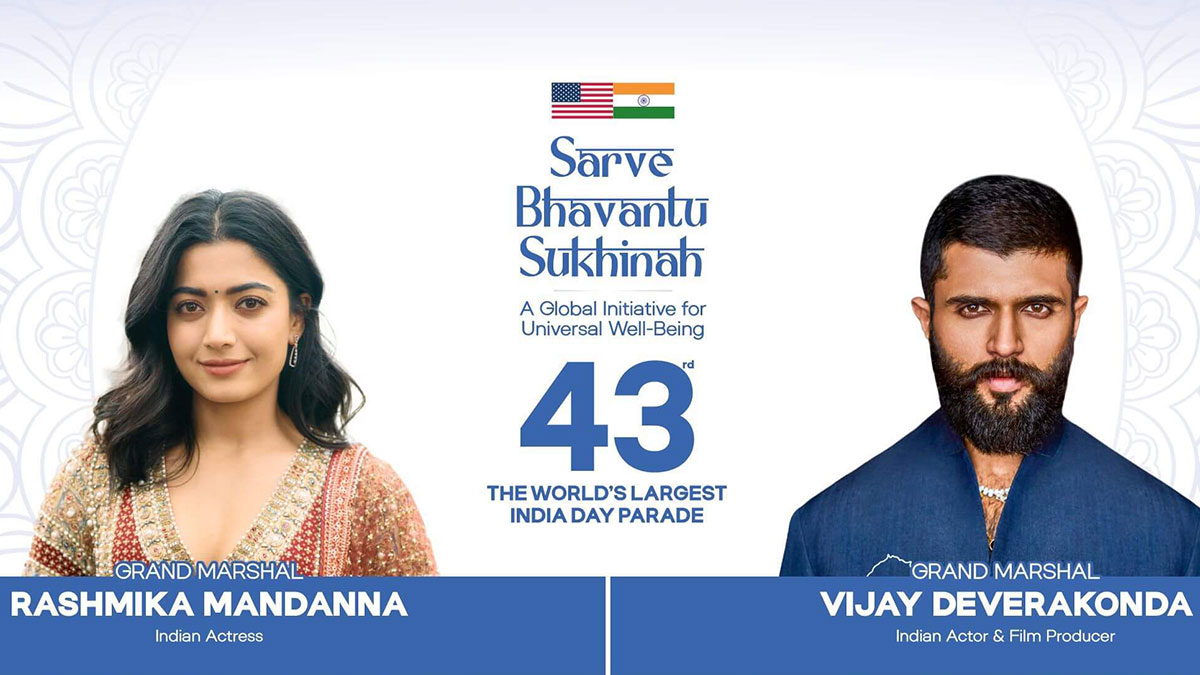 Sarve
Bhavantu
Sukhinah
A Global Initiative for
Universal Well-Being
43rd
THE WORLD'S LARGEST
INDIA DAY PARADE
GRAND MARSHAL
RASHMIKA MANDANNA
Indian Actress
GRAND MARSHAL
VIJAY DEVERAKONDA
Indian Actor & Film Producer